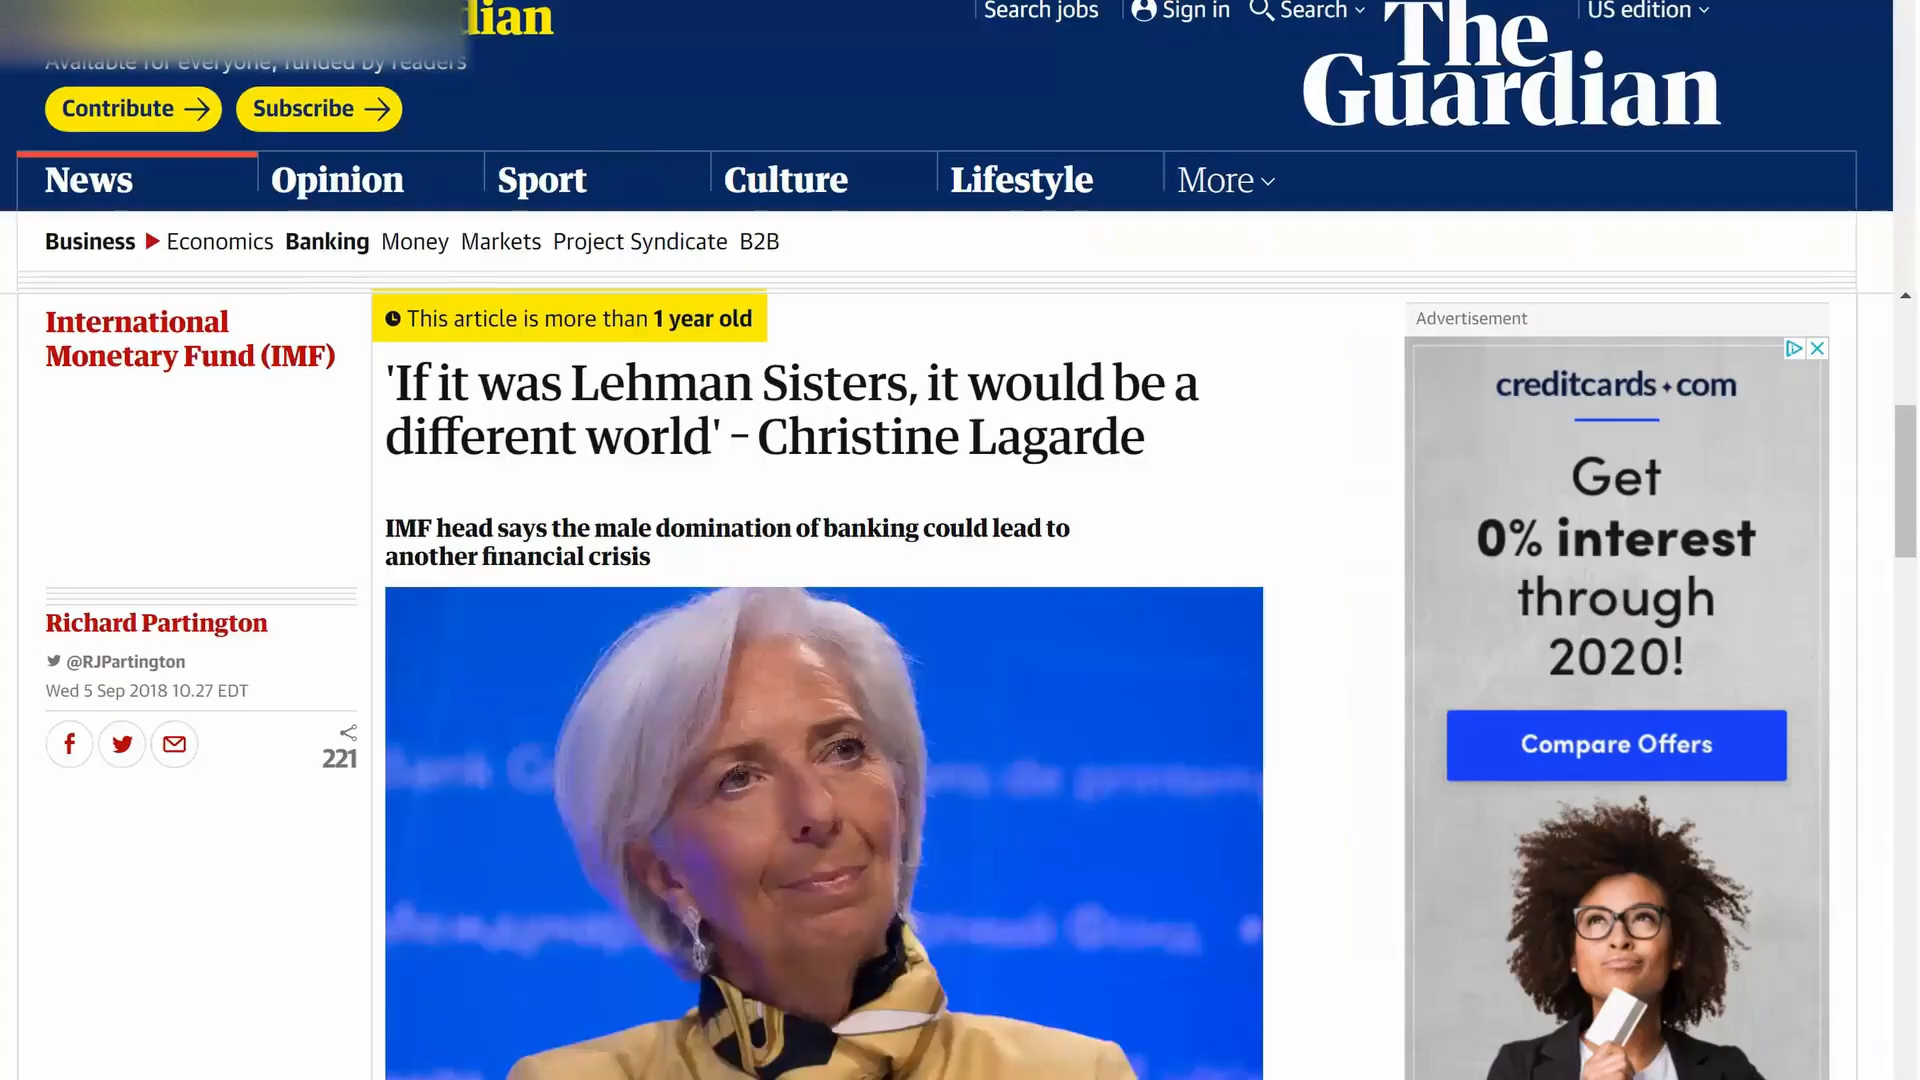 dian
Available for everyone, funded by readers
Contribute
Subscribe
Search jobs
Sign in
Search
US edition
The
Guardian
News
Opinion
Sport
Culture
Lifestyle
More
Business Economics Banking Money Markets Project Syndicate B2B
International
Monetary Fund (IMF)
This article is more than 1 year old
'If it was Lehman Sisters, it would be a
different world' – Christine Lagarde
IMF head says the male domination of banking could lead to
another financial crisis
Richard Partington
@RJPartington
Wed 5 Sep 2018 10.27 EDT
221
Advertisement
creditcards.com
Get
0% interest
through
2020!
Compare Offers